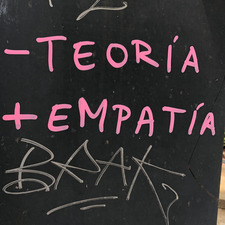 - TEORÍA
+ EMPATÍA